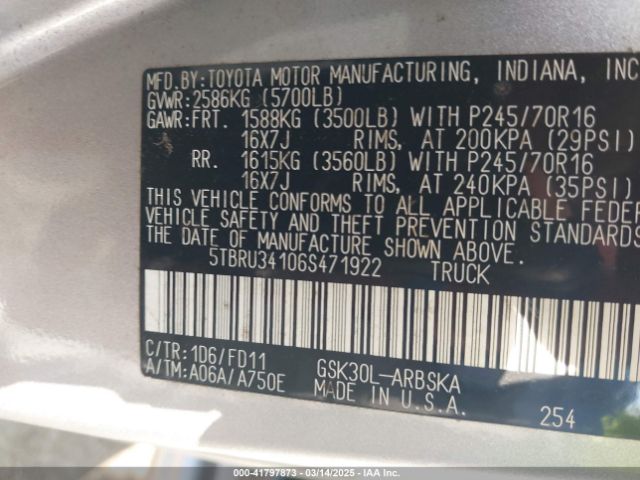 MFD.BY:TOYOTA MOTOR MANUFACTURING, INDIANA, INC
GVWR:2586KG (5700LB)
GAWR:FRT. 1588KG (3500LB) WITH P245/70R16
16X7J RIMS, AT 200KPA (29PSI)
RR. 1615KG (3560LB) WITH P245/70R16
16X7J RIMS, AT 240KPA (35PSI)
THIS VEHICLE CONFORMS TO ALL APPLICABLE FEDER
VEHICLE SAFETY AND THEFT PREVENTION STANDARDS
THE DATE OF MANUFACTURE SHOWN ABOVE.
5TBRU34106S471922 TRUCK
C/TR:1D6/FD11
A/TM:A06A/A750E
GSK30L-ARBSKA
MADE IN U.S.A.
254
000-41797873 — 03/14/2025 — IAA Inc.